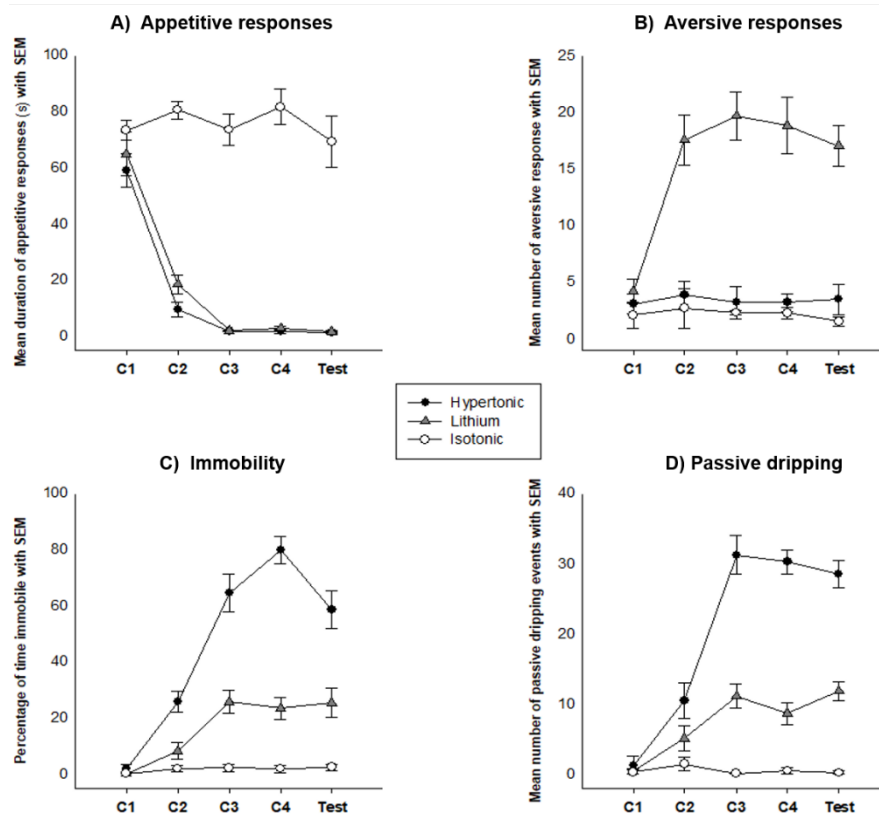 A) Appetitive responses
Mean duration of appetitive responses (s) with SEM
100
80
60
40
20
0
C1 C2 C3 C4 Test
B) Aversive responses
Mean number of aversive response with SEM
25
20
15
10
5
0
C1 C2 C3 C4 Test
Hypertonic
Lithium
Isotonic
C) Immobility
Percentage of time immobile with SEM
100
80
60
40
20
0
C1 C2 C3 C4 Test
D) Passive dripping
Mean number of passive dripping events with SEM
40
30
20
10
0
C1 C2 C3 C4 Test